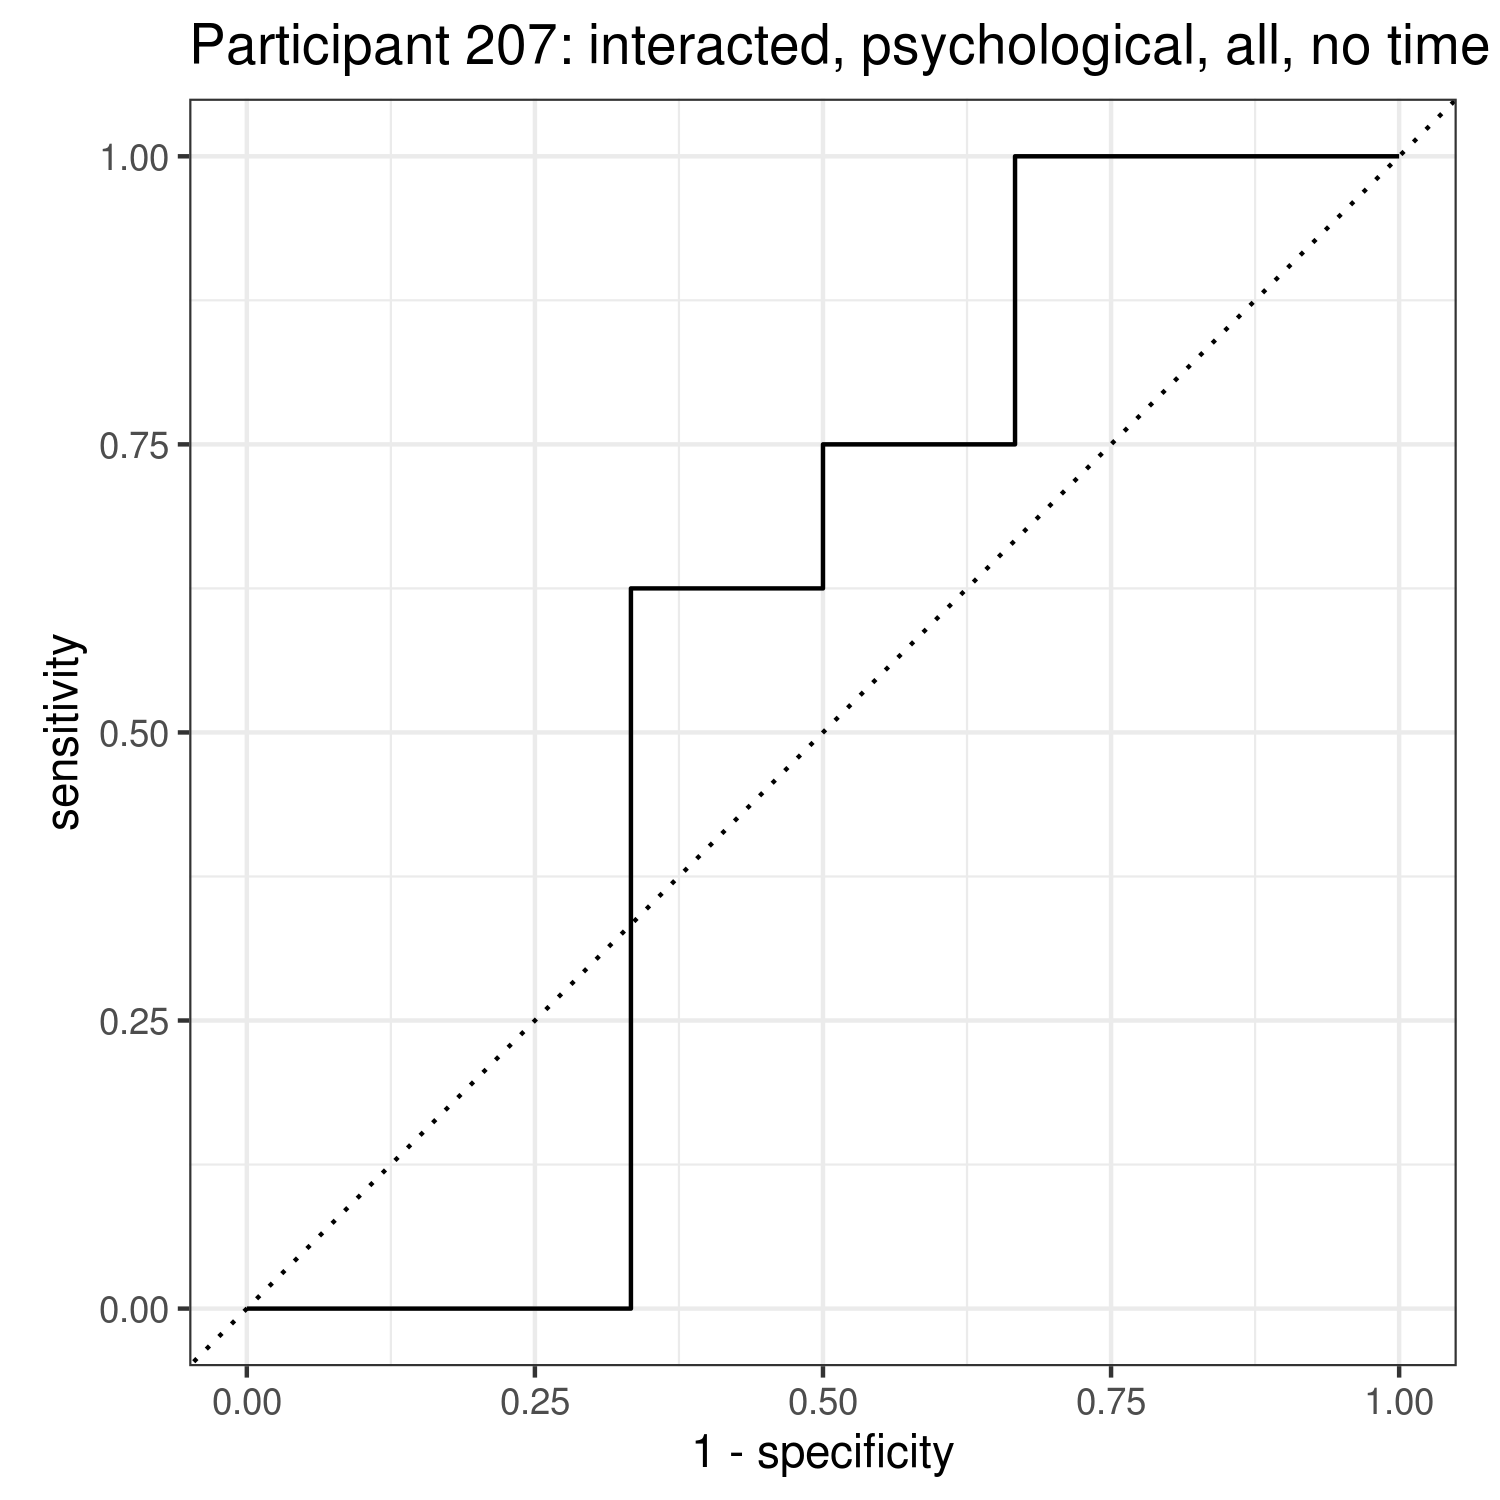 Participant 207: interacted, psychological, all, no time
1.00
0.75
0.50
0.25
0.00
sensitivity
0.00 0.25 0.50 0.75 1.00
1 - specificity